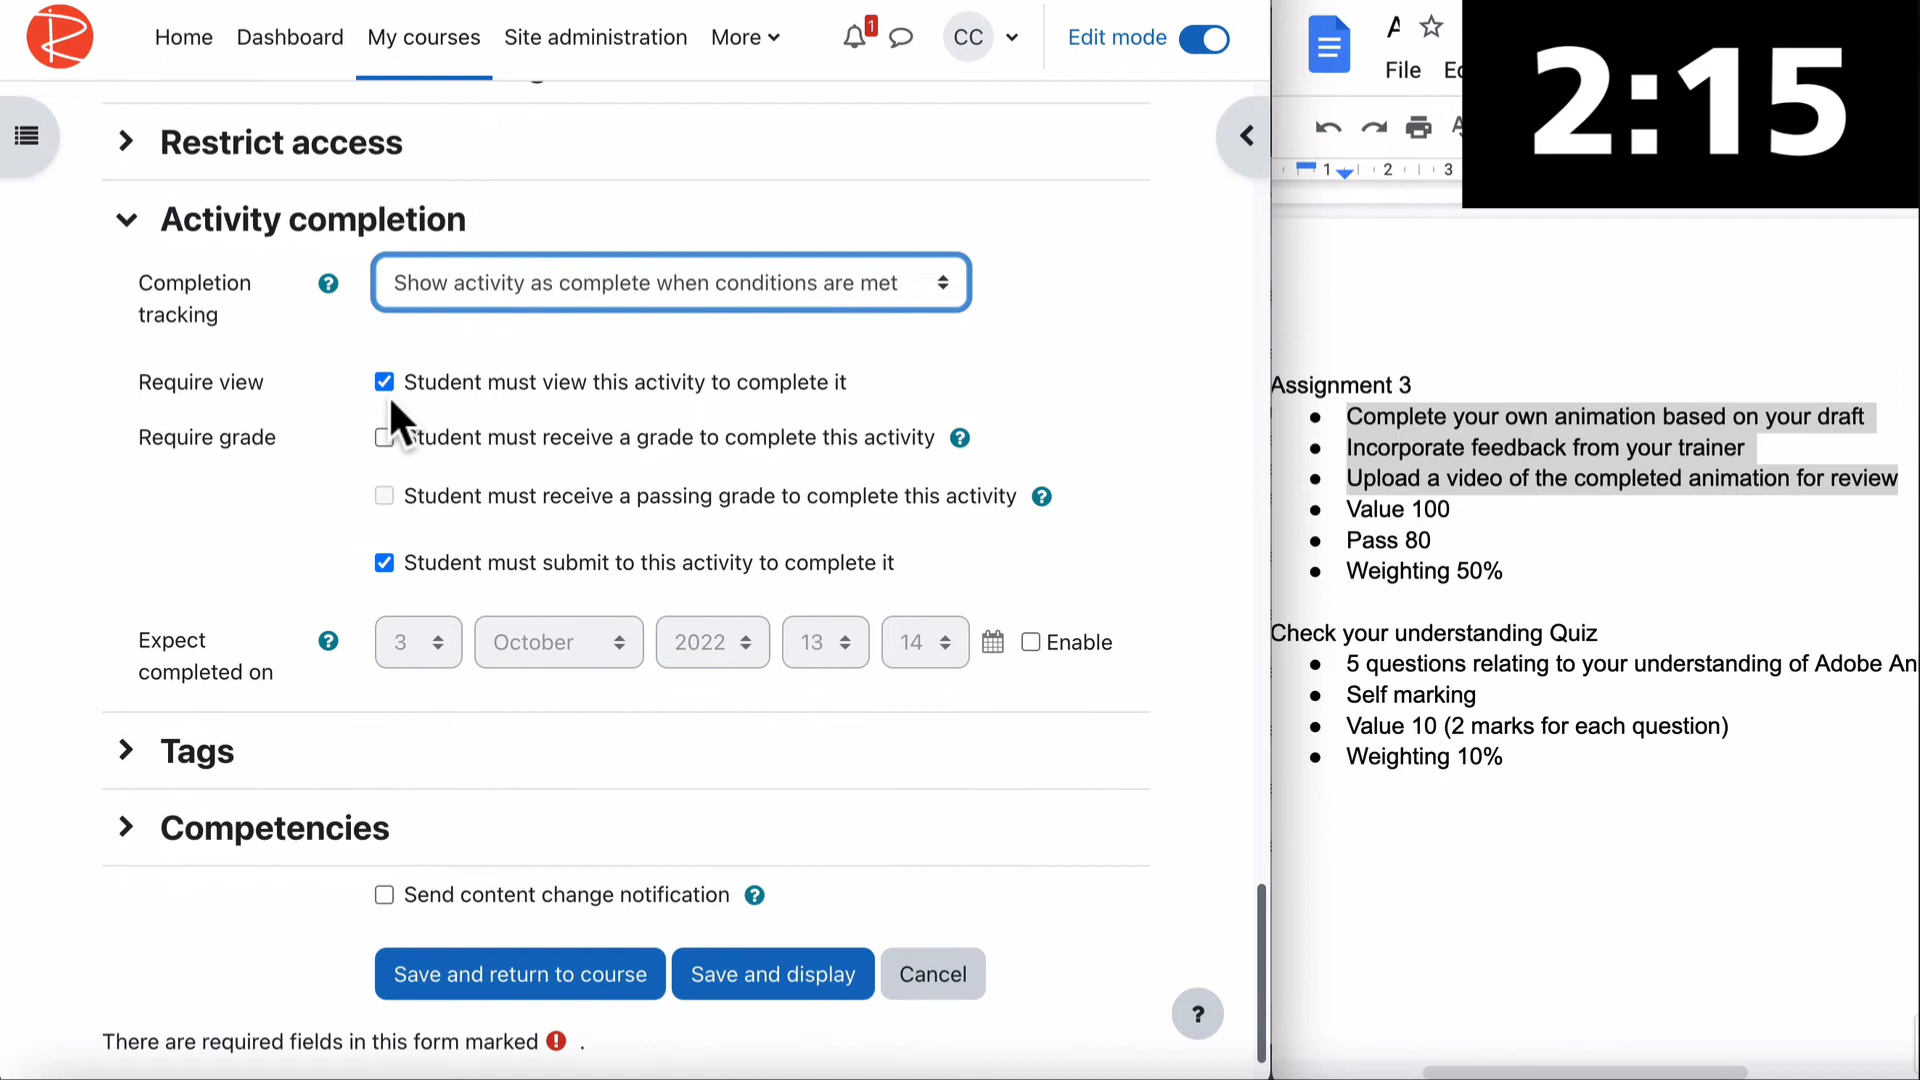 Home Dashboard My courses Site administration More 1 CC Edit mode
Restrict access
Activity completion
Completion tracking
Show activity as complete when conditions are met
Require view
Student must view this activity to complete it
Require grade
Student must receive a grade to complete this activity
Student must receive a passing grade to complete this activity
Student must submit to this activity to complete it
Expect completed on
3 October 2022 13 14 Enable
Tags
Competencies
Send content change notification
Save and return to course Save and display Cancel
There are required fields in this form marked .
?
File
2:15
1 2 3
Assignment 3
Complete your own animation based on your draft
Incorporate feedback from your trainer
Upload a video of the completed animation for review
Value 100
Pass 80
Weighting 50%
Check your understanding Quiz
5 questions relating to your understanding of Adobe An
Self marking
Value 10 (2 marks for each question)
Weighting 10%